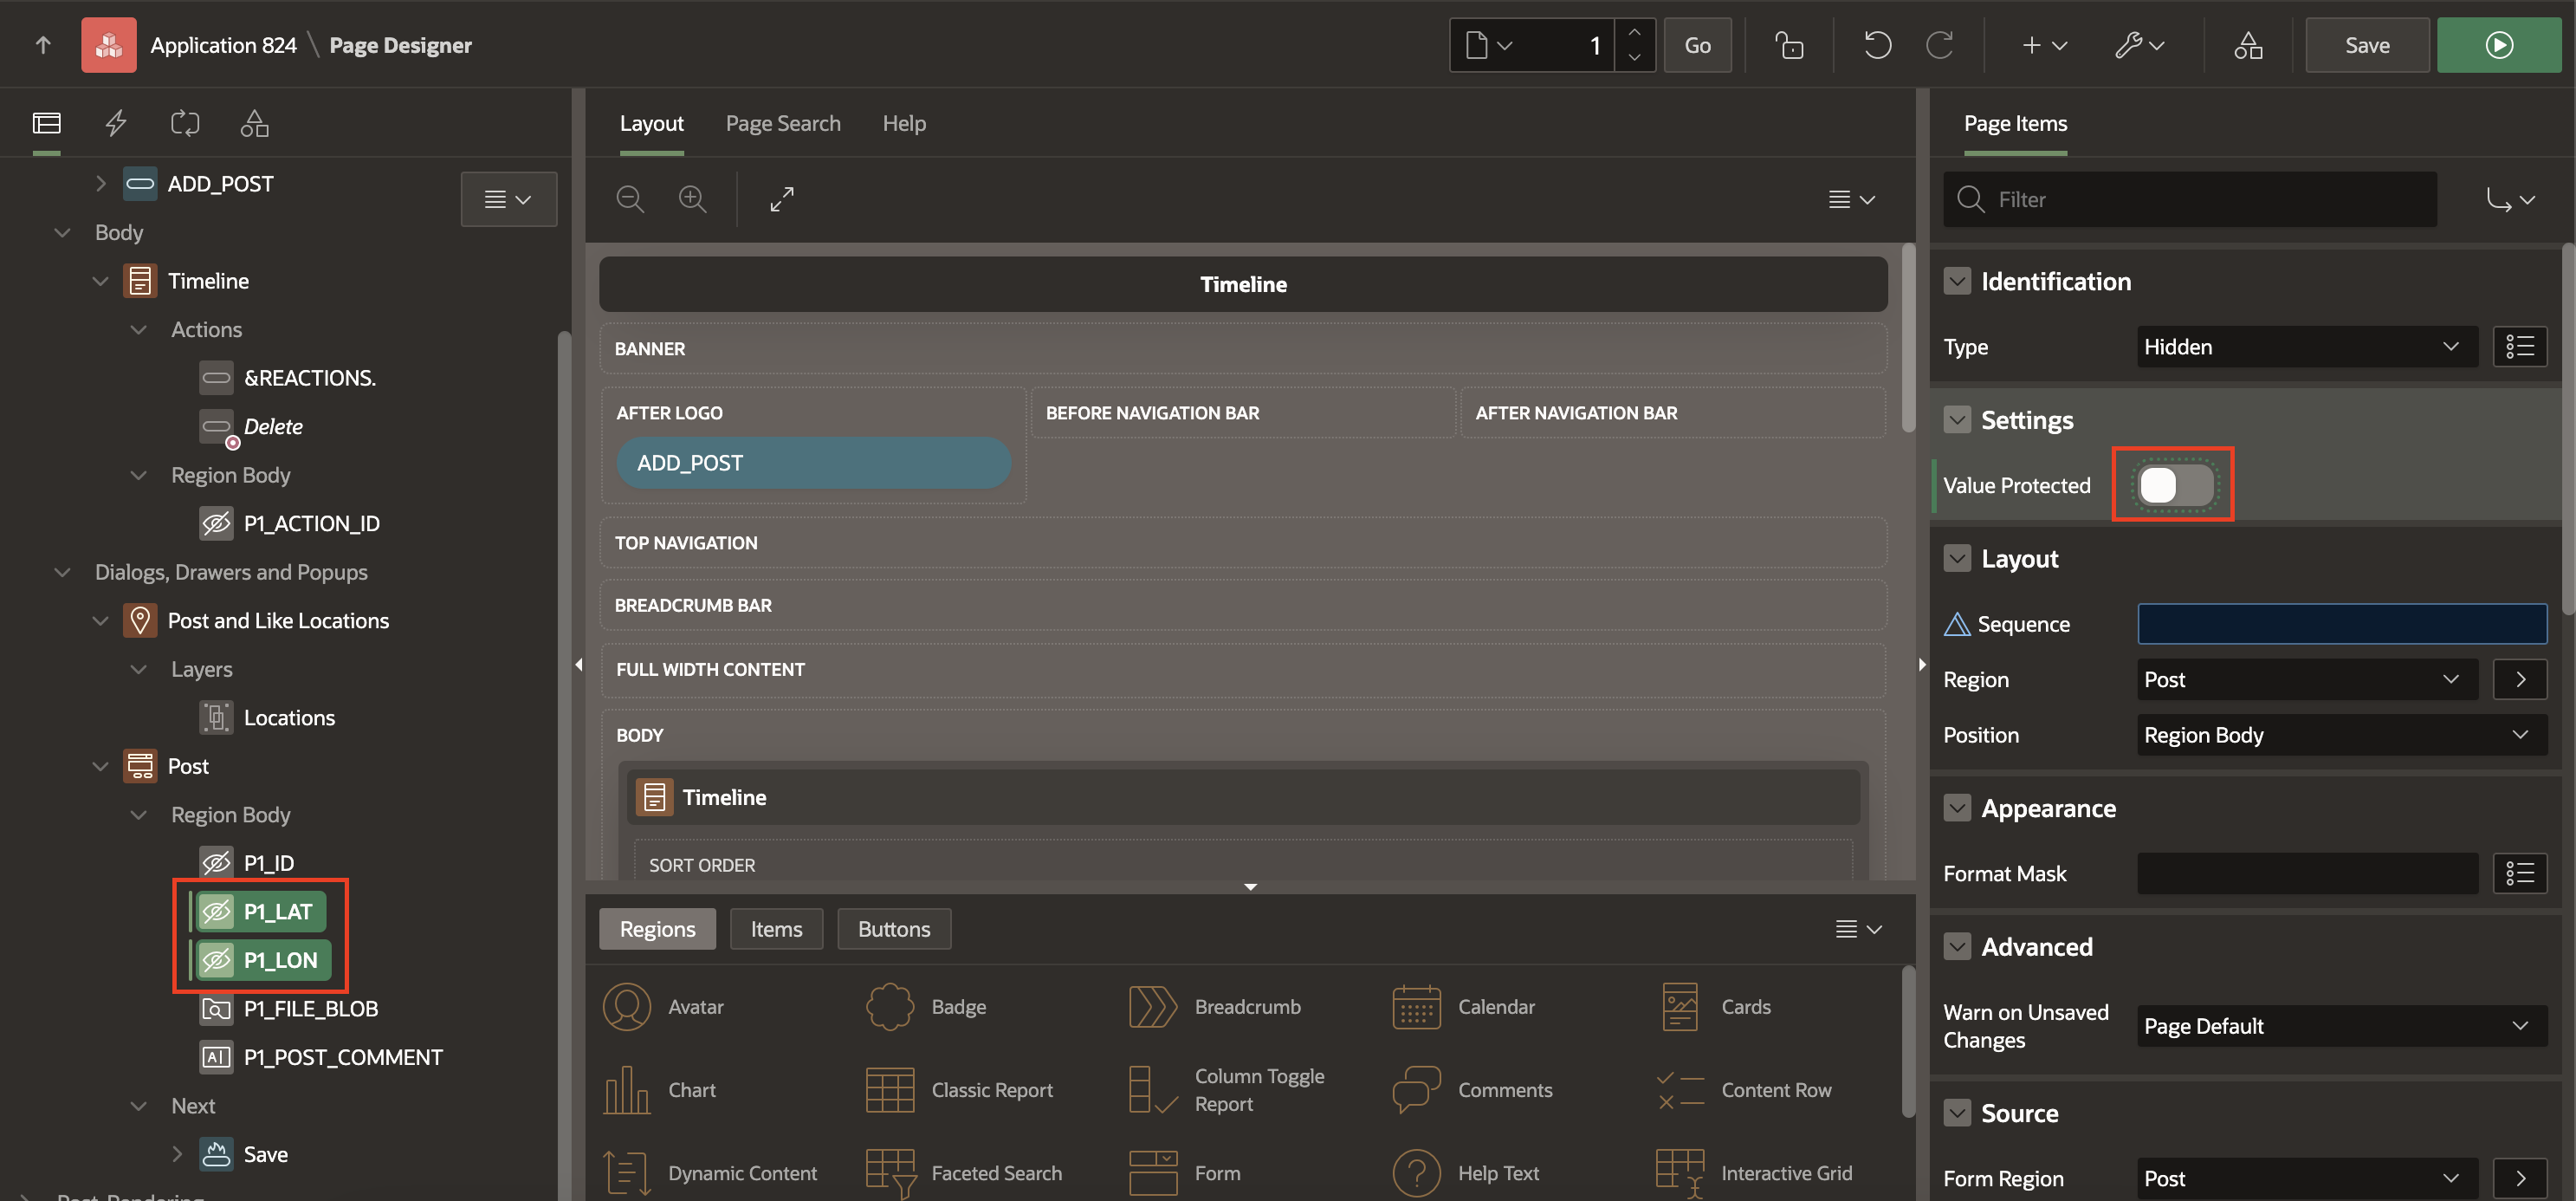 Application 824 \ Page Designer
1
Go
Save
ADD_POST
Body
Timeline
Actions
&REACTIONS.
Delete
Region Body
P1_ACTION_ID
Dialogs, Drawers and Popups
Post and Like Locations
Layers
Locations
Post
Region Body
P1_ID
P1_LAT
P1_LON
P1_FILE_BLOB
P1_POST_COMMENT
Next
Save
Post-Rendering
Layout Page Search Help
Timeline
BANNER
AFTER LOGO BEFORE NAVIGATION BAR AFTER NAVIGATION BAR
ADD_POST
TOP NAVIGATION
BREADCRUMB BAR
FULL WIDTH CONTENT
BODY
Timeline
SORT ORDER
Regions Items Buttons
Avatar Badge Breadcrumb Calendar Cards
Chart Classic Report Column Toggle Report Comments Content Row
Dynamic Content Faceted Search Form Help Text Interactive Grid
Page Items
Filter
Identification
Type Hidden
Settings
Value Protected
Layout
Sequence
Region Post
Position Region Body
Appearance
Format Mask
Advanced
Warn on Unsaved
Changes
Page Default
Source
Form Region Post